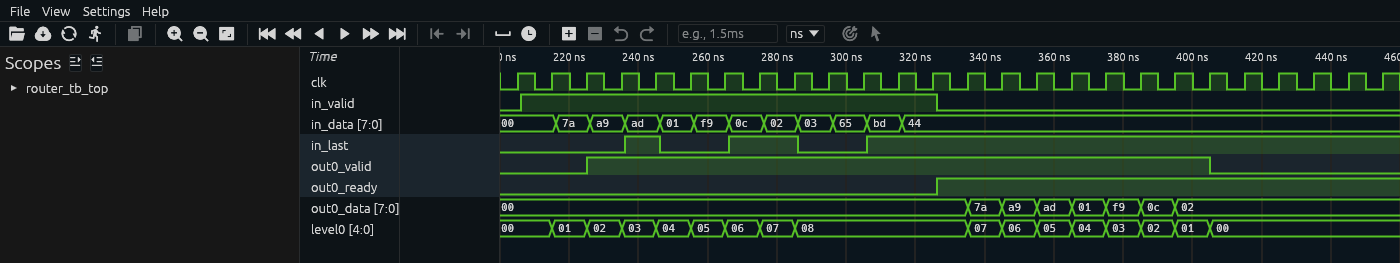 File View Settings Help
e.g., 1.5ms ns
Scopes
router_tb_top
Time
0 ns 220 ns 240 ns 260 ns 280 ns 300 ns 320 ns 340 ns 360 ns 380 ns 400 ns 420 ns 440 ns 460
clk
in_valid
in_data [7:0] 00 7a a9 ad 01 f9 0c 02 03 65 bd 44
in_last
out0_valid
out0_ready
out0_data [7:0] 00 7a a9 ad 01 f9 0c 02
level0 [4:0] 00 01 02 03 04 05 06 07 08 07 06 05 04 03 02 01 00